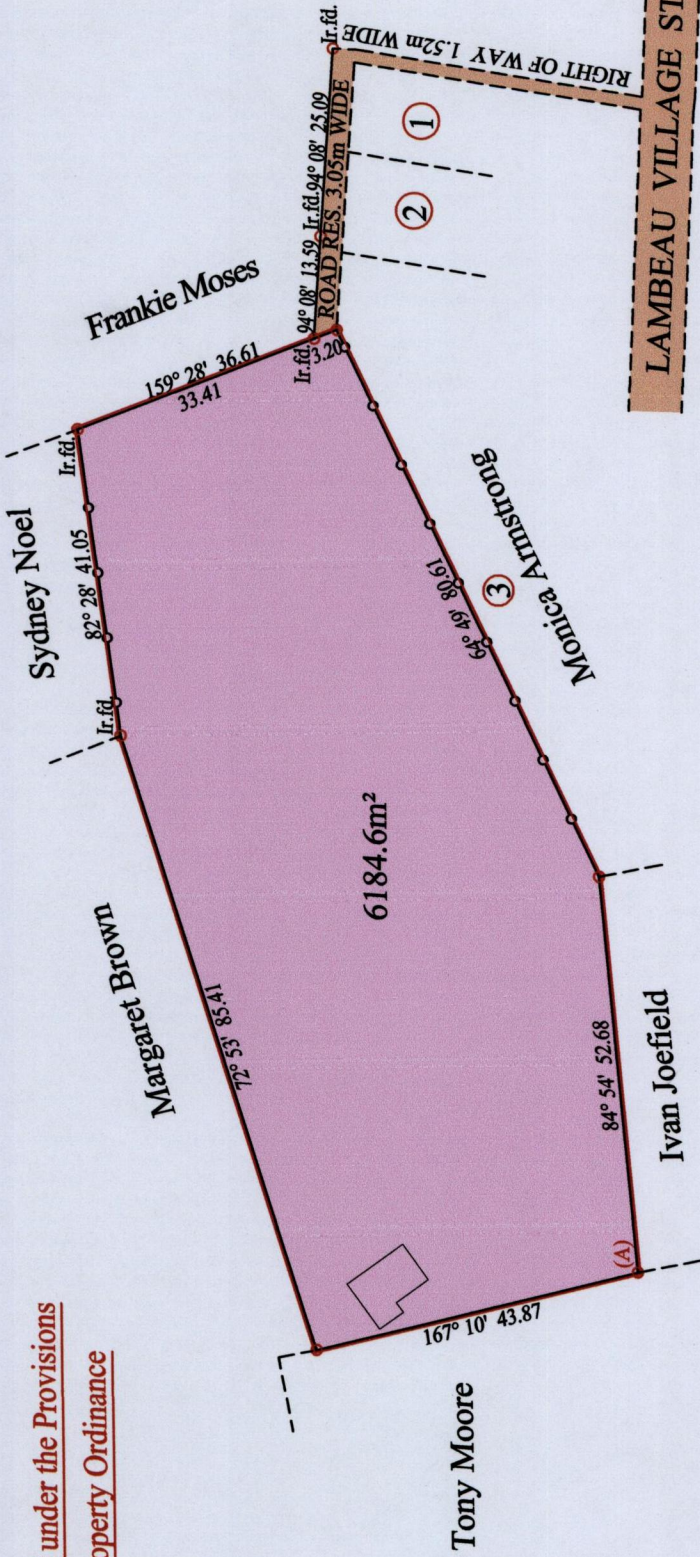 under the Provisions
operty Ordinance
Sydney Noel
Frankie Moses
Margaret Brown
Tony Moore
Ivan Joefield
Monica Armstrong
Ir.fd.
82° 28' 41.05
Ir.fd.
159° 28' 36.61
33.41
Ir.fd.
3.20
94° 08' 13.59
Ir.fd.
94° 08' 25.09
Ir.fd.
ROAD RES. 3.05m WIDE
RIGHT OF WAY 1.52m WIDE
1
2
3
64° 49' 80.61
72° 53' 85.41
6184.6m²
84° 54' 52.68
(A)
167° 10' 43.87
LAMBEAU VILLAGE ST